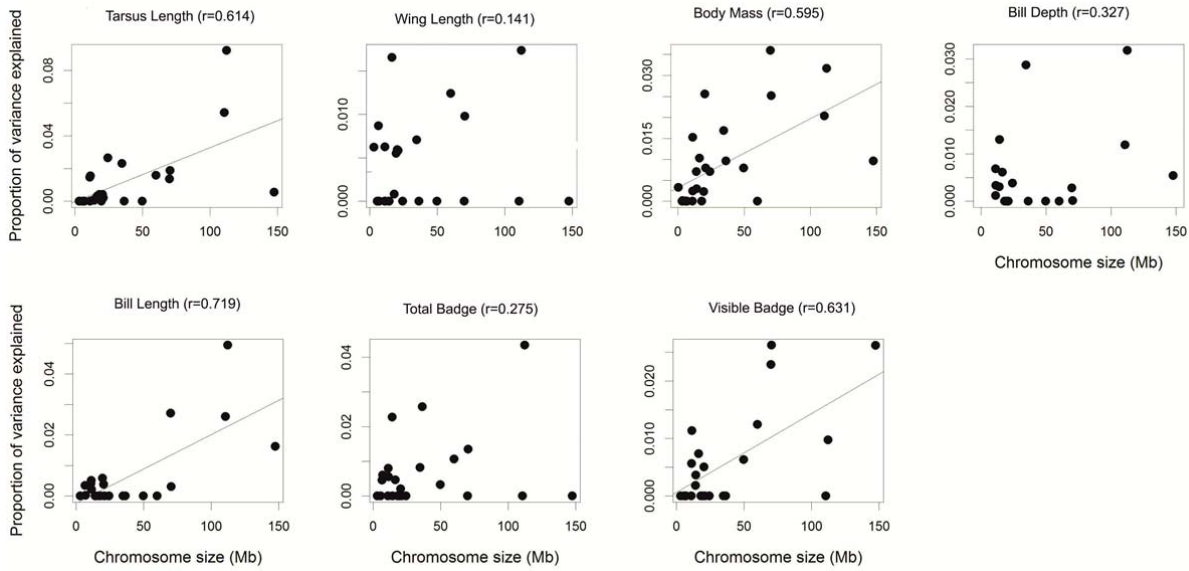 Tarsus Length (r=0.614)
Wing Length (r=0.141)
Body Mass (r=0.595)
Bill Depth (r=0.327)
Proportion of variance explained
0.08
0.04
0.00
0 50 100 150
0.010
0.000
0 50 100 150
0.030
0.015
0.000
0 50 100 150
0.030
0.020
0.010
0.000
0 50 100 150
Chromosome size (Mb)
Bill Length (r=0.719)
Total Badge (r=0.275)
Visible Badge (r=0.631)
Proportion of variance explained
0.04
0.02
0.00
0 50 100 150
Chromosome size (Mb)
0.04
0.02
0.00
0 50 100 150
Chromosome size (Mb)
0.020
0.010
0.000
0 50 100 150
Chromosome size (Mb)